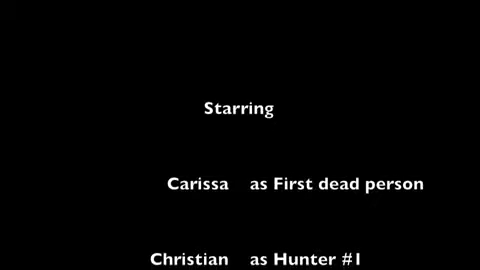 Starring
Carissa as First dead person
Christian as Hunter #1